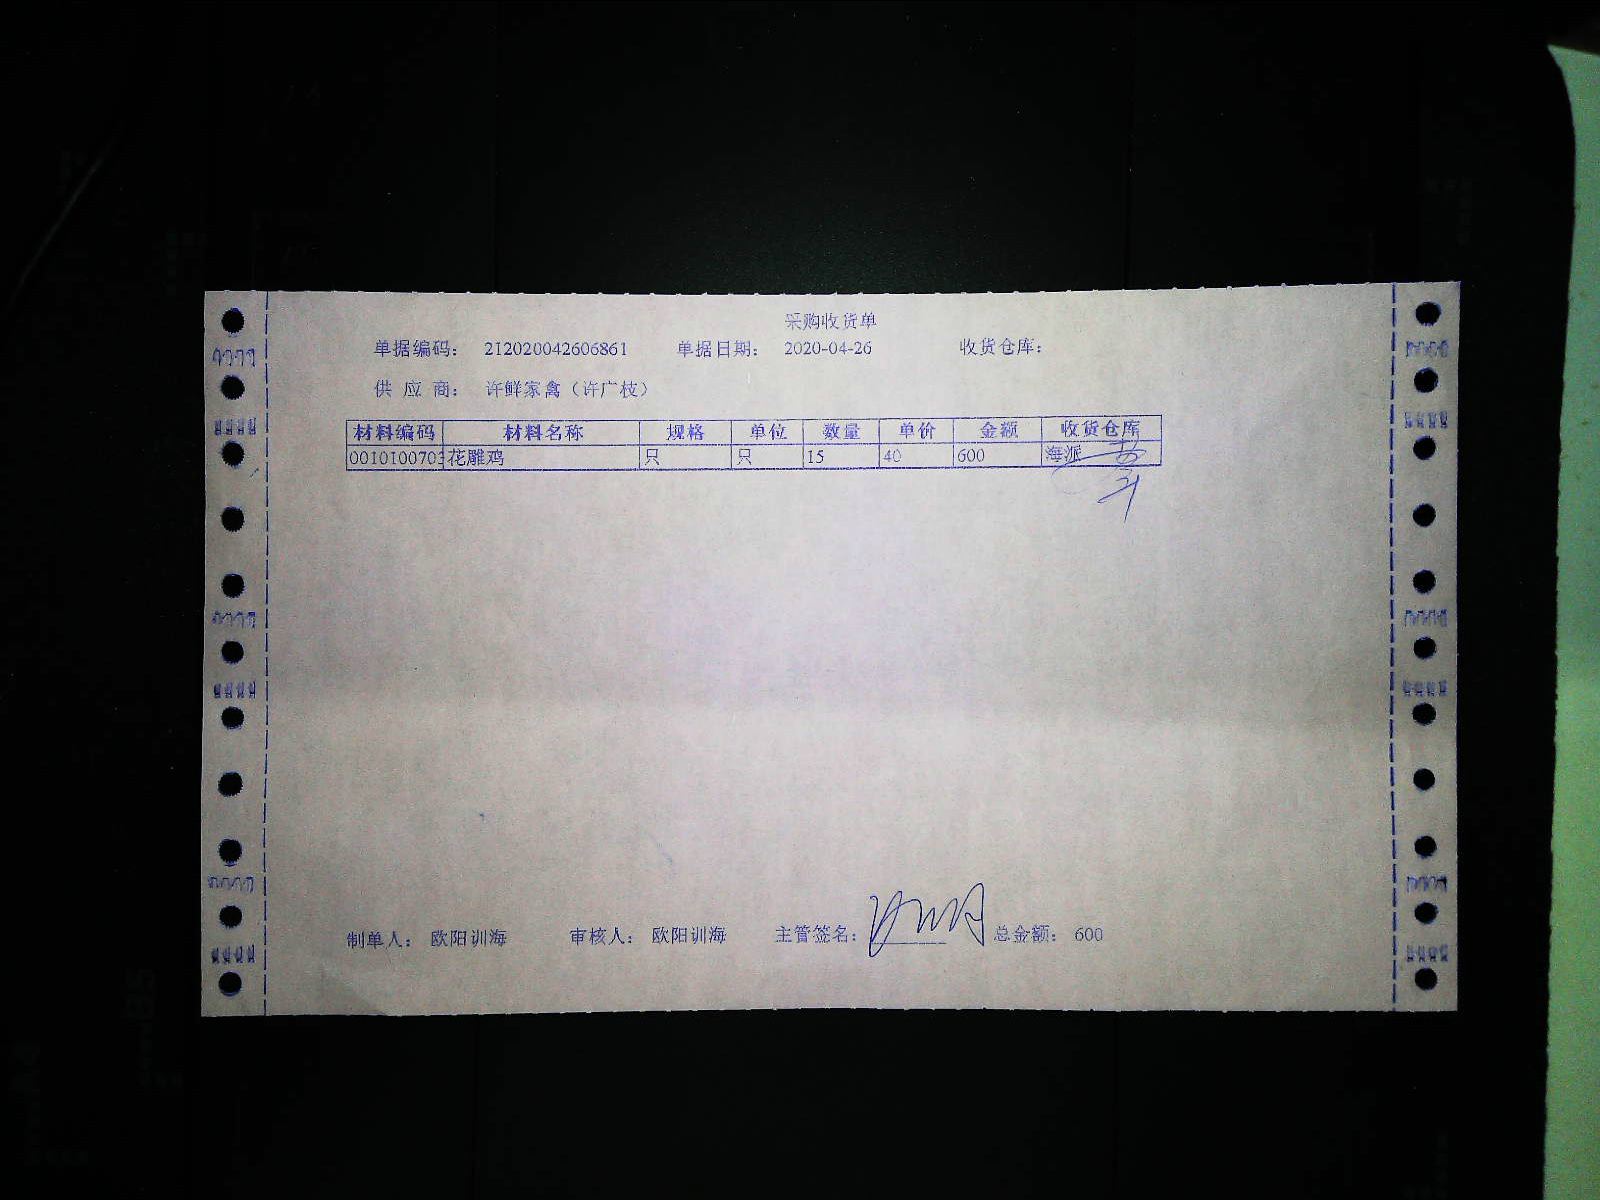 采购收货单
单据编码： 212020042606861 单据日期： 2020-04-26 收货仓库：
供 应 商： 许鲜家禽（许广枝）
材料编码 材料名称 规格 单位 数量 单价 金额 收货仓库
0010100703 花雕鸡 只 只 15 40 600 海派
制单人： 欧阳训海 审核人： 欧阳训海 主管签名： 总金额： 600